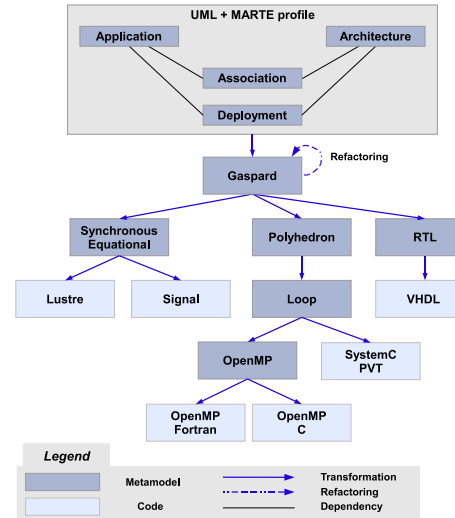 UML + MARTE profile
Application
Architecture
Association
Deployment
Refactoring
Gaspard
Synchronous
Equational
Polyhedron
RTL
Lustre
Signal
Loop
VHDL
OpenMP
SystemC
PVT
OpenMP
Fortran
OpenMP
C
Legend
Metamodel
Transformation
Refactoring
Code
Dependency